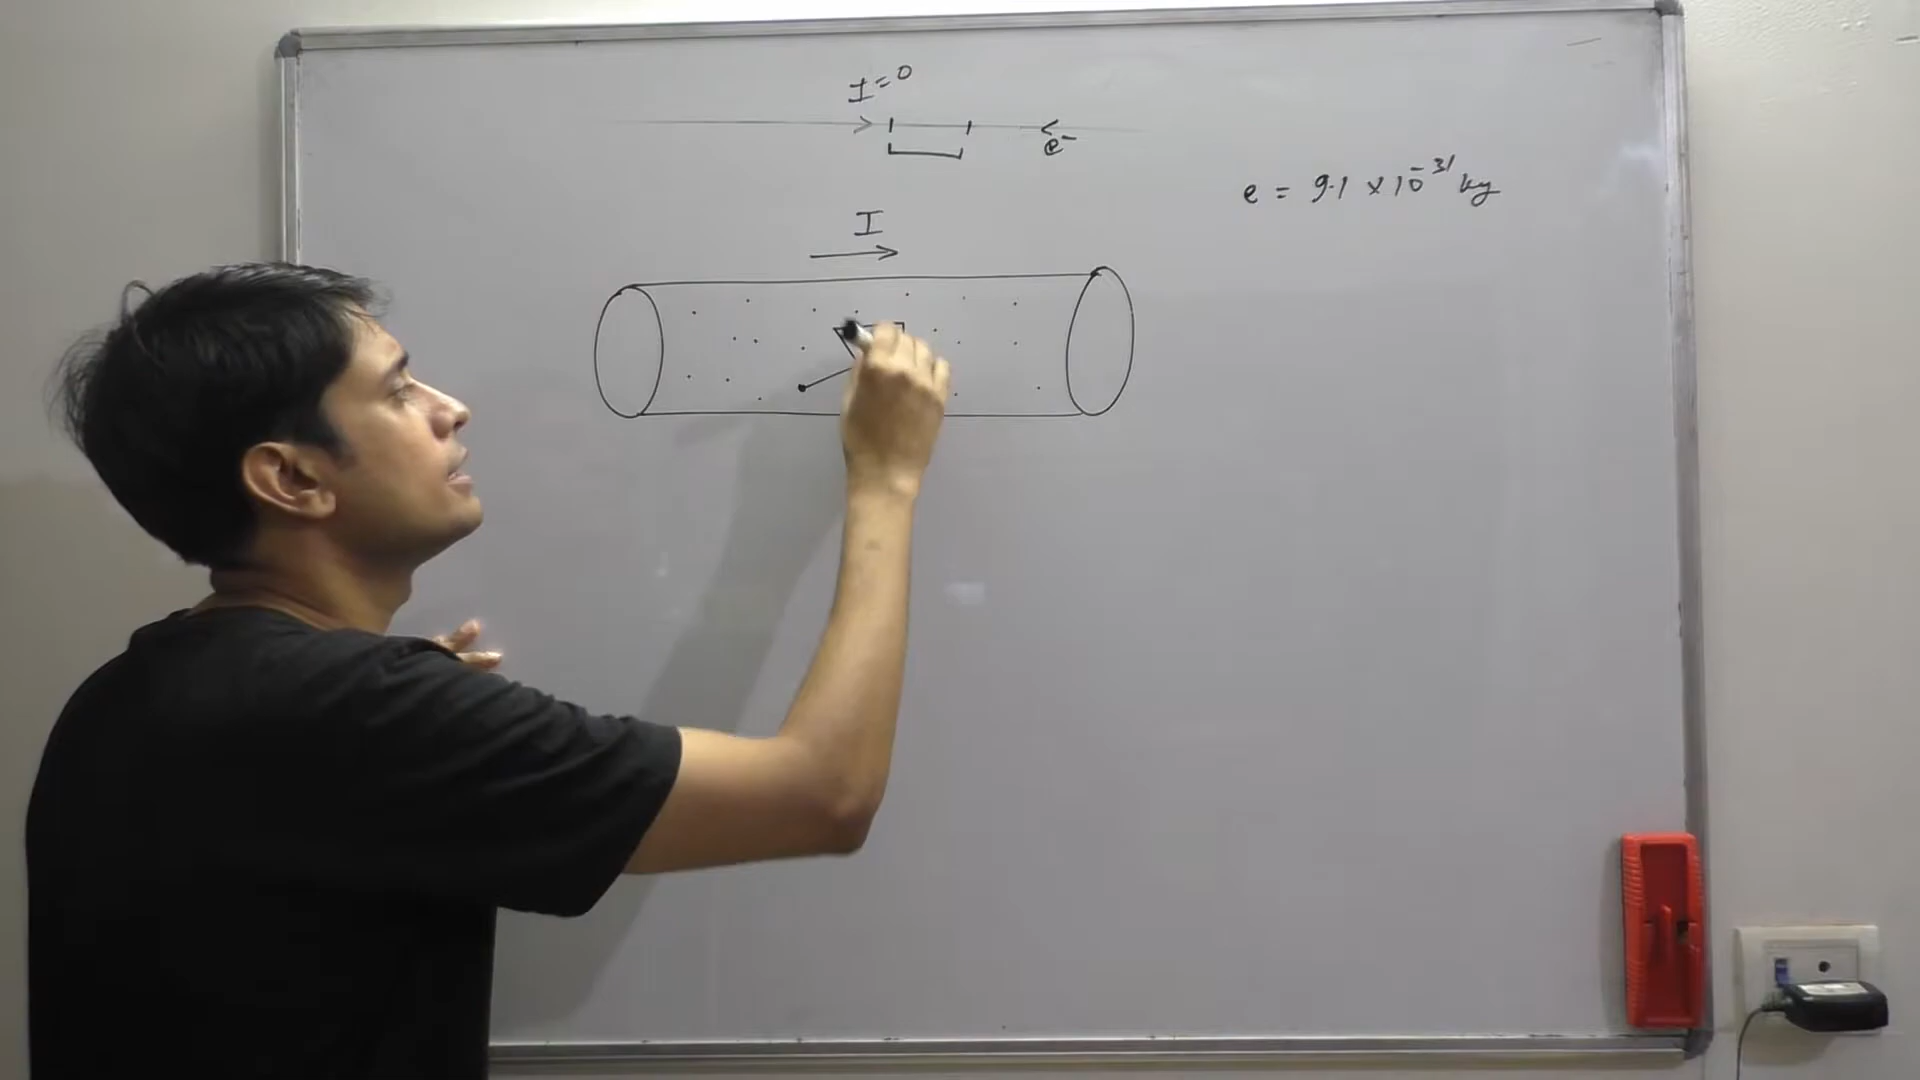 I=0
e⁻
e = 9.1 × 10⁻³¹ kg
I